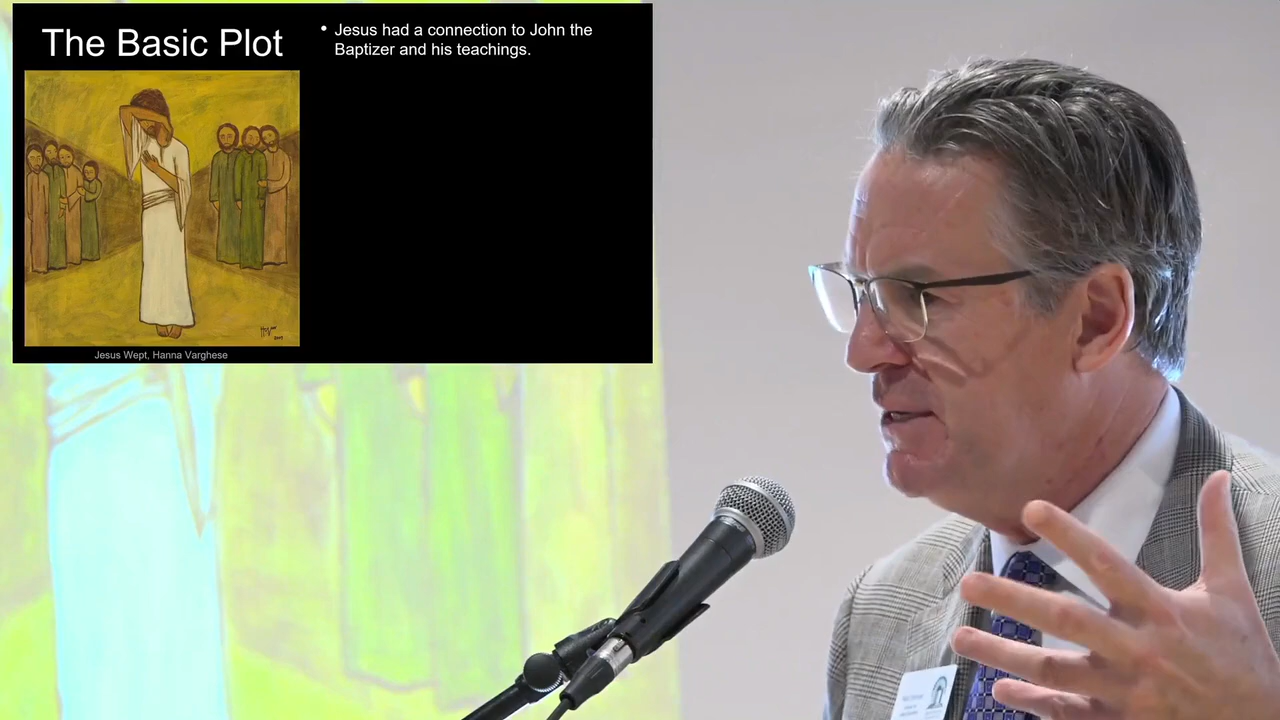 The Basic Plot
• Jesus had a connection to John the
Baptizer and his teachings.
Jesus Wept, Hanna Varghese